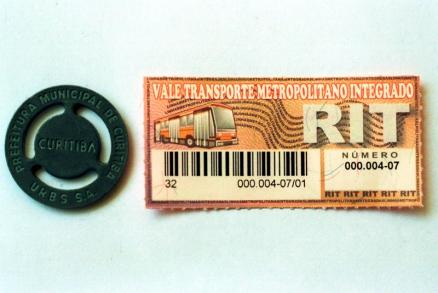 PREFEITURA MUNICIPAL DE CURITIBA
CURITIBA
URBS S.A.
VALE TRANSPORTE METROPOLITANO INTEGRADO
RIT
NÚMERO
000.004-07
32 000.004-07/01
RIT RIT RIT RIT RIT